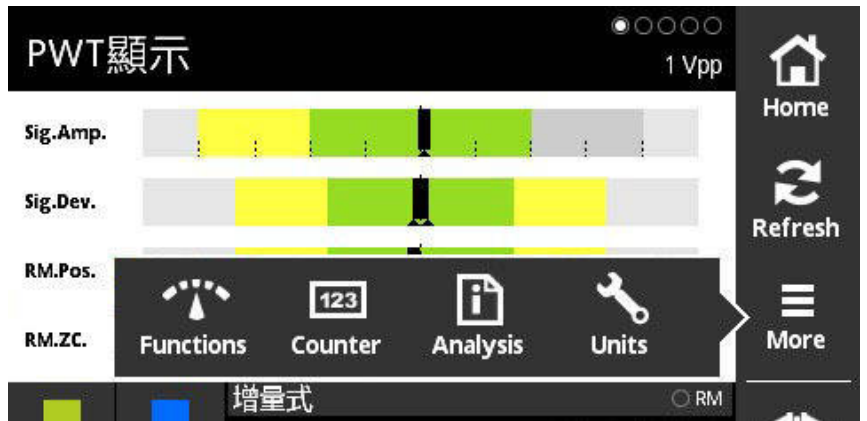 PWT顯示
1 Vpp
Home
Sig.Amp.
Sig.Dev.
Refresh
RM.Pos.
123
Functions Counter Analysis Units
More
RM.ZC.
增量式
RM